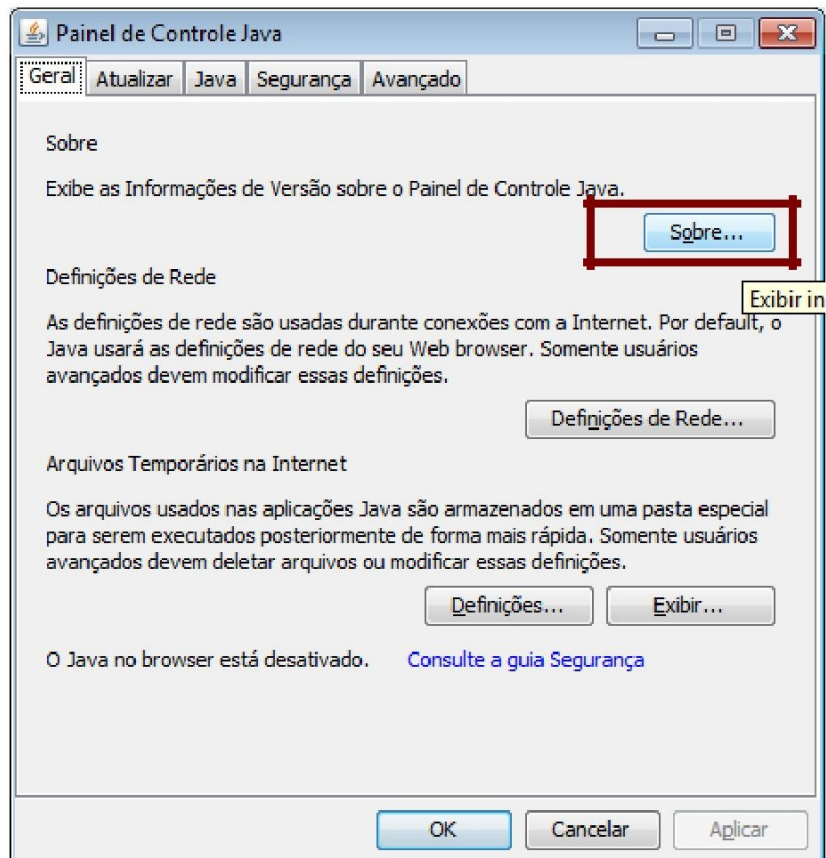 Painel de Controle Java
Geral Atualizar Java Segurança Avançado
Sobre
Exibe as Informações de Versão sobre o Painel de Controle Java.
Sobre...
Definições de Rede
Exibir in
As definições de rede são usadas durante conexões com a Internet. Por default, o
Java usará as definições de rede do seu Web browser. Somente usuários
avançados devem modificar essas definições.
Definições de Rede...
Arquivos Temporários na Internet
Os arquivos usados nas aplicações Java são armazenados em uma pasta especial
para serem executados posteriormente de forma mais rápida. Somente usuários
avançados devem deletar arquivos ou modificar essas definições.
Definições... Exibir...
O Java no browser está desativado. Consulte a guia Segurança
OK Cancelar Aplicar